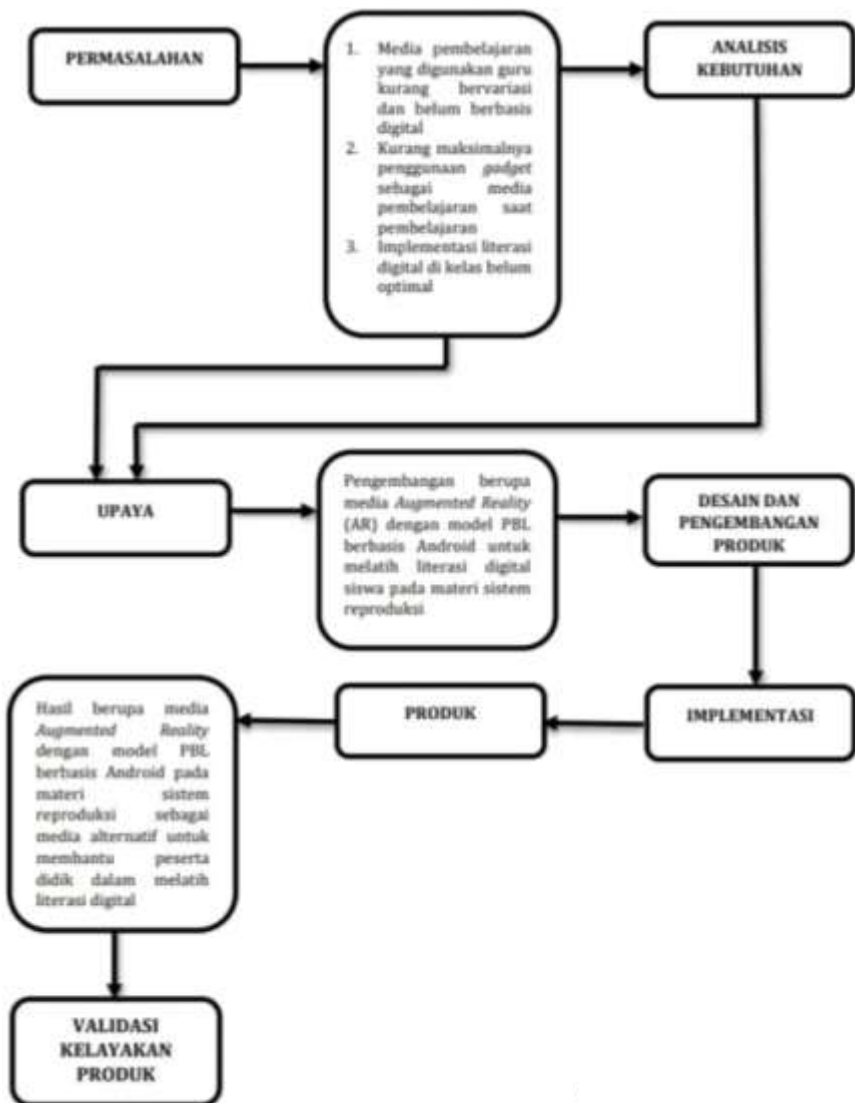 PERMASALAHAN
1. Media pembelajaran
yang digunakan guru
kurang bervariasi
dan belum berbasis
digital
2. Kurang maksimalnya
penggunaan gadget
sebagai media
pembelajaran saat
pembelajaran
3. Implementasi literasi
digital di kelas belum
optimal
ANALISIS
KEBUTUHAN
UPAYA
Pengembangan berupa
media Augmented Reality
(AR) dengan model PBL
berbasis Android untuk
melatih literasi digital
siswa pada materi sistem
reproduksi
DESAIN DAN
PENGEMBANGAN
PRODUK
IMPLEMENTASI
PRODUK
Hasil berupa media
Augmented Reality
dengan model PBL
berbasis Android pada
materi sistem
reproduksi sebagai
media alternatif untuk
membantu peserta
didik dalam melatih
literasi digital
VALIDASI
KELAYAKAN
PRODUK